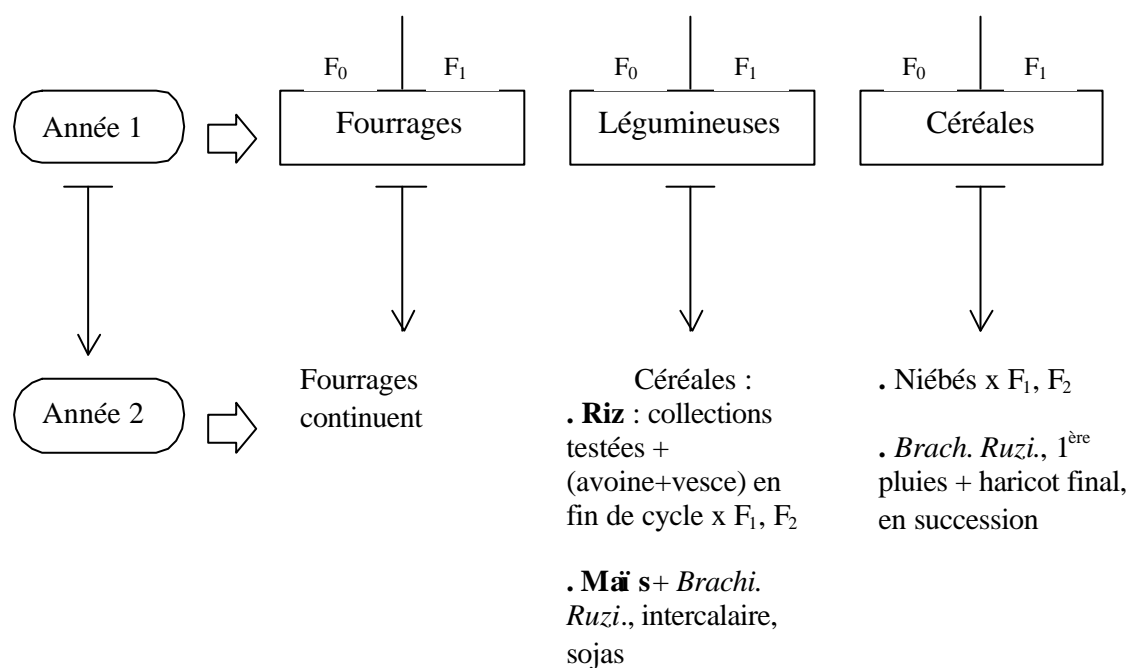 F₀ F₁ F₀ F₁ F₀ F₁
Année 1
Fourrages
Légumineuses
Céréales
Année 2
Fourrages
continuent
Céréales :
. Riz : collections
testées +
(avoine+vesce) en
fin de cycle x F₁, F₂
. Maï s+ Brachi.
Ruzi., intercalaire,
sojas
. Niébés x F₁, F₂
. Brach. Ruzi., 1ère
pluies + haricot final,
en succession